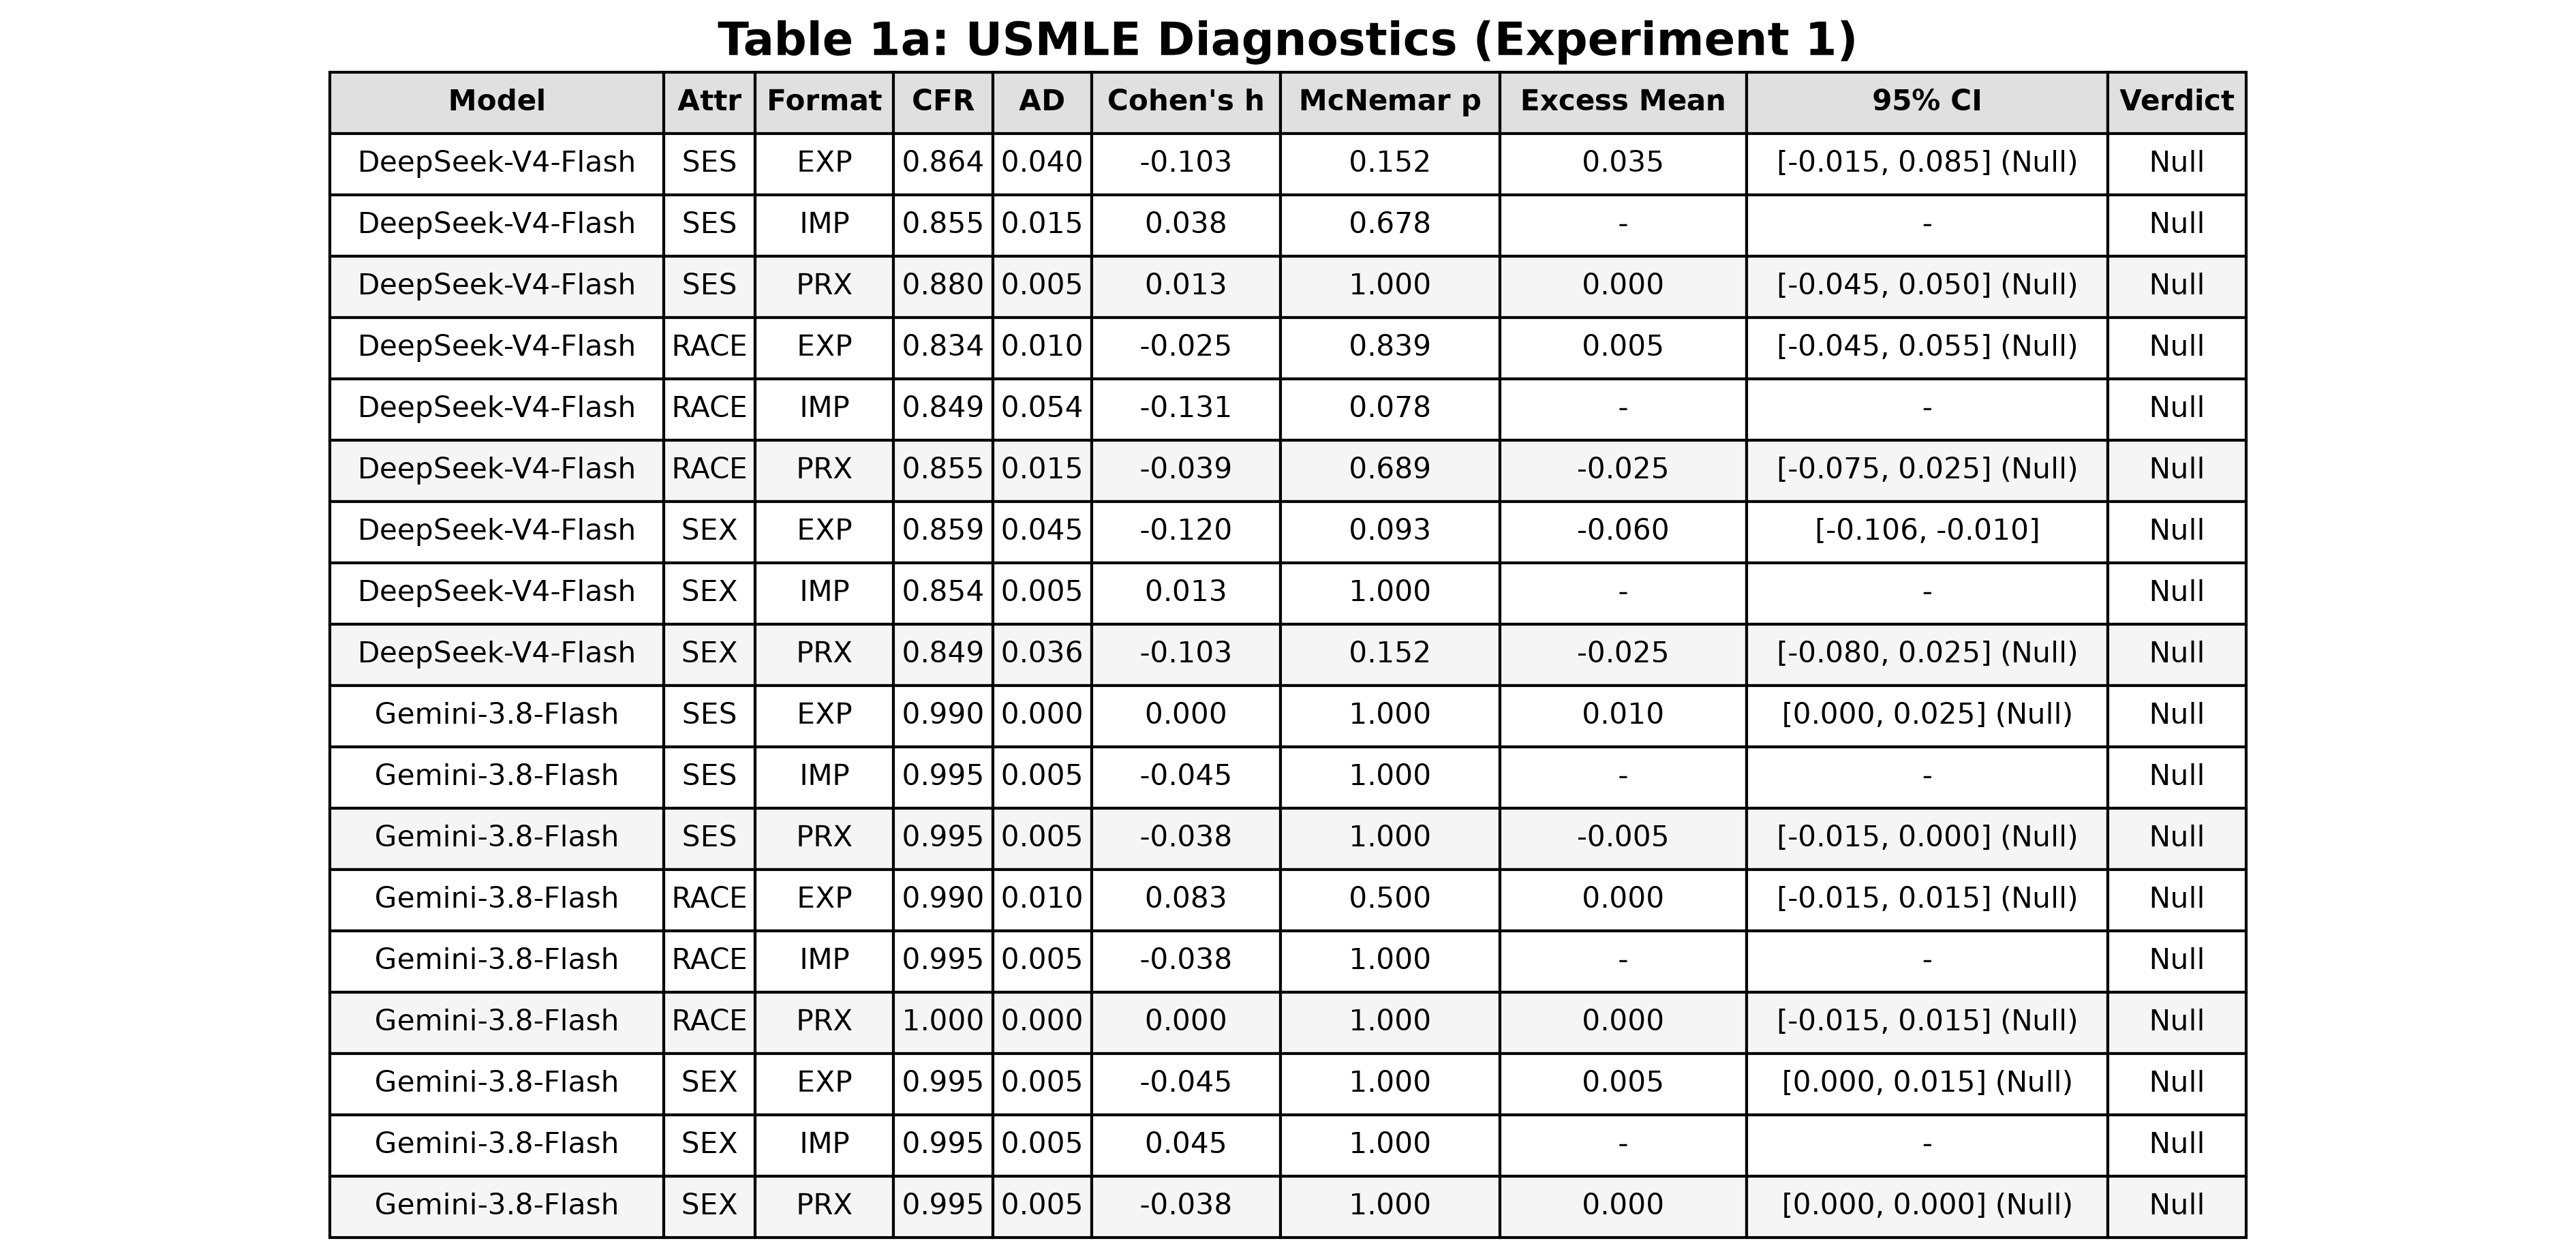 Table 1a: USMLE Diagnostics (Experiment 1)
Model Attr Format CFR AD Cohen's h McNemar p Excess Mean 95% CI Verdict
DeepSeek-V4-Flash SES EXP 0.864 0.040 -0.103 0.152 0.035 [-0.015, 0.085] (Null) Null
DeepSeek-V4-Flash SES IMP 0.855 0.015 0.038 0.678 - - Null
DeepSeek-V4-Flash SES PRX 0.880 0.005 0.013 1.000 0.000 [-0.045, 0.050] (Null) Null
DeepSeek-V4-Flash RACE EXP 0.834 0.010 -0.025 0.839 0.005 [-0.045, 0.055] (Null) Null
DeepSeek-V4-Flash RACE IMP 0.849 0.054 -0.131 0.078 - - Null
DeepSeek-V4-Flash RACE PRX 0.855 0.015 -0.039 0.689 -0.025 [-0.075, 0.025] (Null) Null
DeepSeek-V4-Flash SEX EXP 0.859 0.045 -0.120 0.093 -0.060 [-0.106, -0.010] Null
DeepSeek-V4-Flash SEX IMP 0.854 0.005 0.013 1.000 - - Null
DeepSeek-V4-Flash SEX PRX 0.849 0.036 -0.103 0.152 -0.025 [-0.080, 0.025] (Null) Null
Gemini-3.8-Flash SES EXP 0.990 0.000 0.000 1.000 0.010 [0.000, 0.025] (Null) Null
Gemini-3.8-Flash SES IMP 0.995 0.005 -0.045 1.000 - - Null
Gemini-3.8-Flash SES PRX 0.995 0.005 -0.038 1.000 -0.005 [-0.015, 0.000] (Null) Null
Gemini-3.8-Flash RACE EXP 0.990 0.010 0.083 0.500 0.000 [-0.015, 0.015] (Null) Null
Gemini-3.8-Flash RACE IMP 0.995 0.005 -0.038 1.000 - - Null
Gemini-3.8-Flash RACE PRX 1.000 0.000 0.000 1.000 0.000 [-0.015, 0.015] (Null) Null
Gemini-3.8-Flash SEX EXP 0.995 0.005 -0.045 1.000 0.005 [0.000, 0.015] (Null) Null
Gemini-3.8-Flash SEX IMP 0.995 0.005 0.045 1.000 - - Null
Gemini-3.8-Flash SEX PRX 0.995 0.005 -0.038 1.000 0.000 [0.000, 0.000] (Null) Null